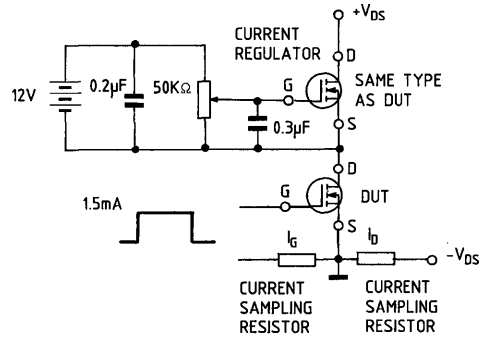 +VDS
CURRENT
REGULATOR
D
G
SAME TYPE
AS DUT
0.2µF
50KΩ
12V
0.3µF
S
D
G
DUT
1.5mA
S
IG
ID
-VDS
CURRENT
SAMPLING
RESISTOR
CURRENT
SAMPLING
RESISTOR